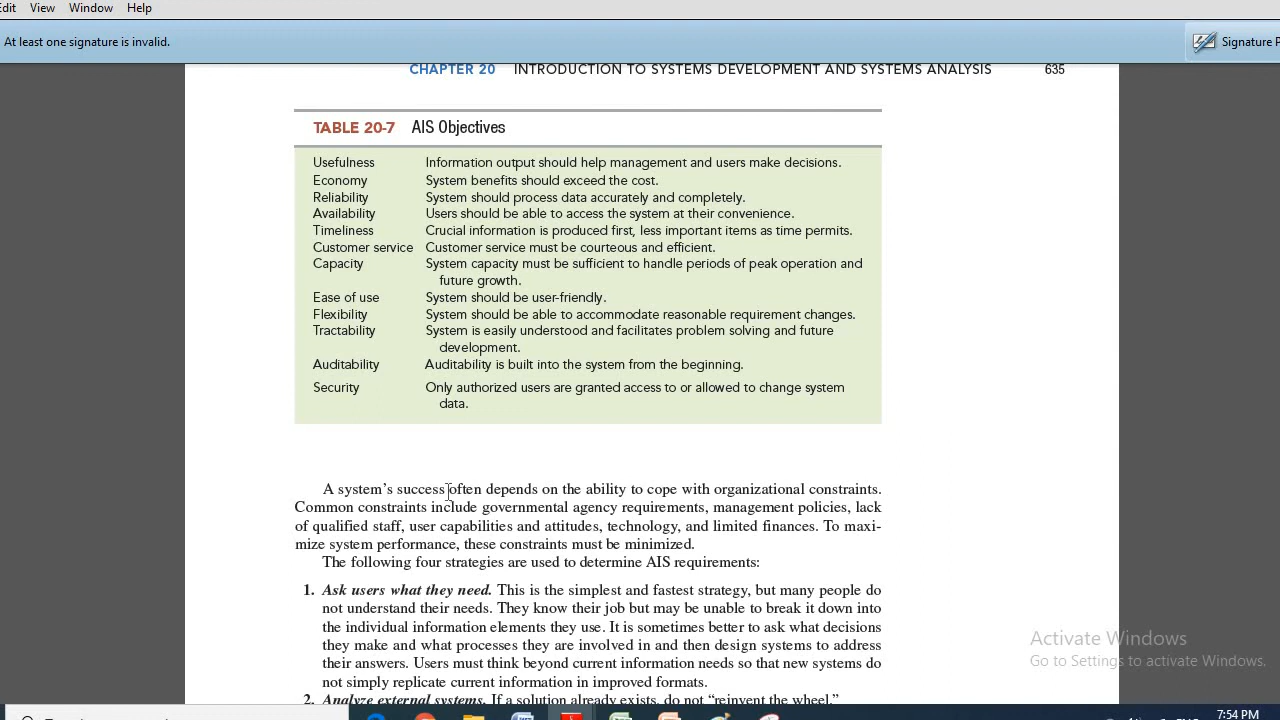 Edit View Window Help
At least one signature is invalid.
Signature P
CHAPTER 20 INTRODUCTION TO SYSTEMS DEVELOPMENT AND SYSTEMS ANALYSIS 635
TABLE 20-7 AIS Objectives
Usefulness Information output should help management and users make decisions.
Economy System benefits should exceed the cost.
Reliability System should process data accurately and completely.
Availability Users should be able to access the system at their convenience.
Timeliness Crucial information is produced first, less important items as time permits.
Customer service Customer service must be courteous and efficient.
Capacity System capacity must be sufficient to handle periods of peak operation and
future growth.
Ease of use System should be user-friendly.
Flexibility System should be able to accommodate reasonable requirement changes.
Tractability System is easily understood and facilitates problem solving and future
development.
Auditability Auditability is built into the system from the beginning.
Security Only authorized users are granted access to or allowed to change system
data.
A system's success often depends on the ability to cope with organizational constraints.
Common constraints include governmental agency requirements, management policies, lack
of qualified staff, user capabilities and attitudes, technology, and limited finances. To maxi-
mize system performance, these constraints must be minimized.
The following four strategies are used to determine AIS requirements:
1. Ask users what they need. This is the simplest and fastest strategy, but many people do
not understand their needs. They know their job but may be unable to break it down into
the individual information elements they use. It is sometimes better to ask what decisions
they make and what processes they are involved in and then design systems to address
their answers. Users must think beyond current information needs so that new systems do
not simply replicate current information in improved formats.
2. Analyze external systems. If a solution already exists, do not “reinvent the wheel.”
Activate Windows
Go to Settings to activate Windows.
7:54 PM